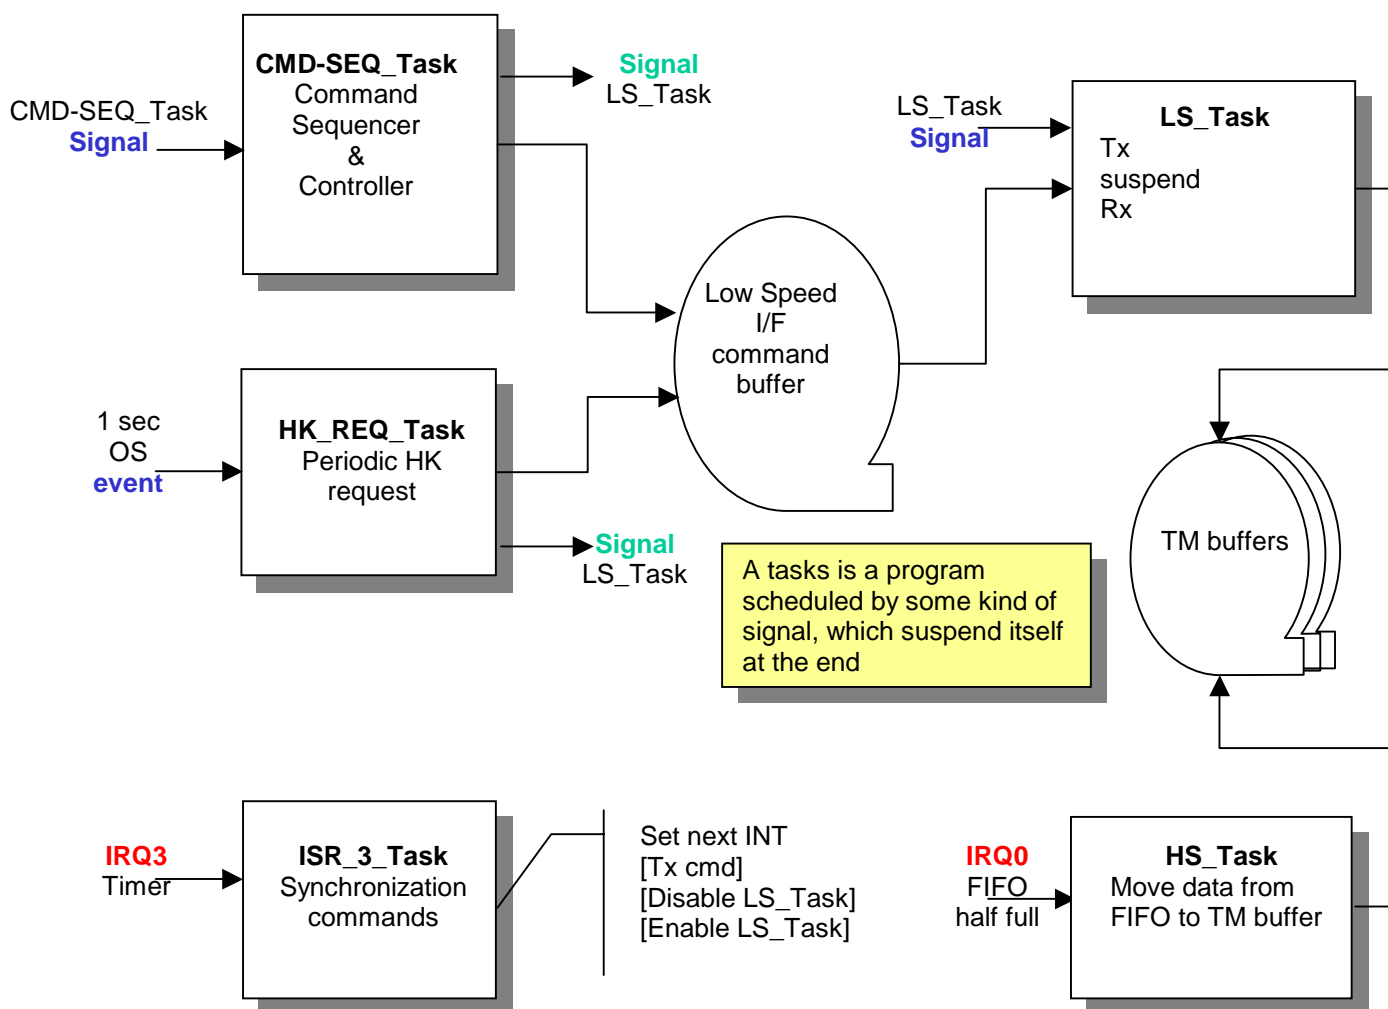 CMD-SEQ_Task
Signal
CMD-SEQ_Task
Command
Sequencer
&
Controller
Signal
LS_Task
LS_Task
Signal
LS_Task
Tx
suspend
Rx
Low Speed
I/F
command
buffer
1 sec
OS
event
HK_REQ_Task
Periodic HK
request
Signal
LS_Task
A tasks is a program
scheduled by some kind of
signal, which suspend itself
at the end
TM buffers
IRQ3
Timer
ISR_3_Task
Synchronization
commands
Set next INT
[Tx cmd]
[Disable LS_Task]
[Enable LS_Task]
IRQ0
FIFO
half full
HS_Task
Move data from
FIFO to TM buffer